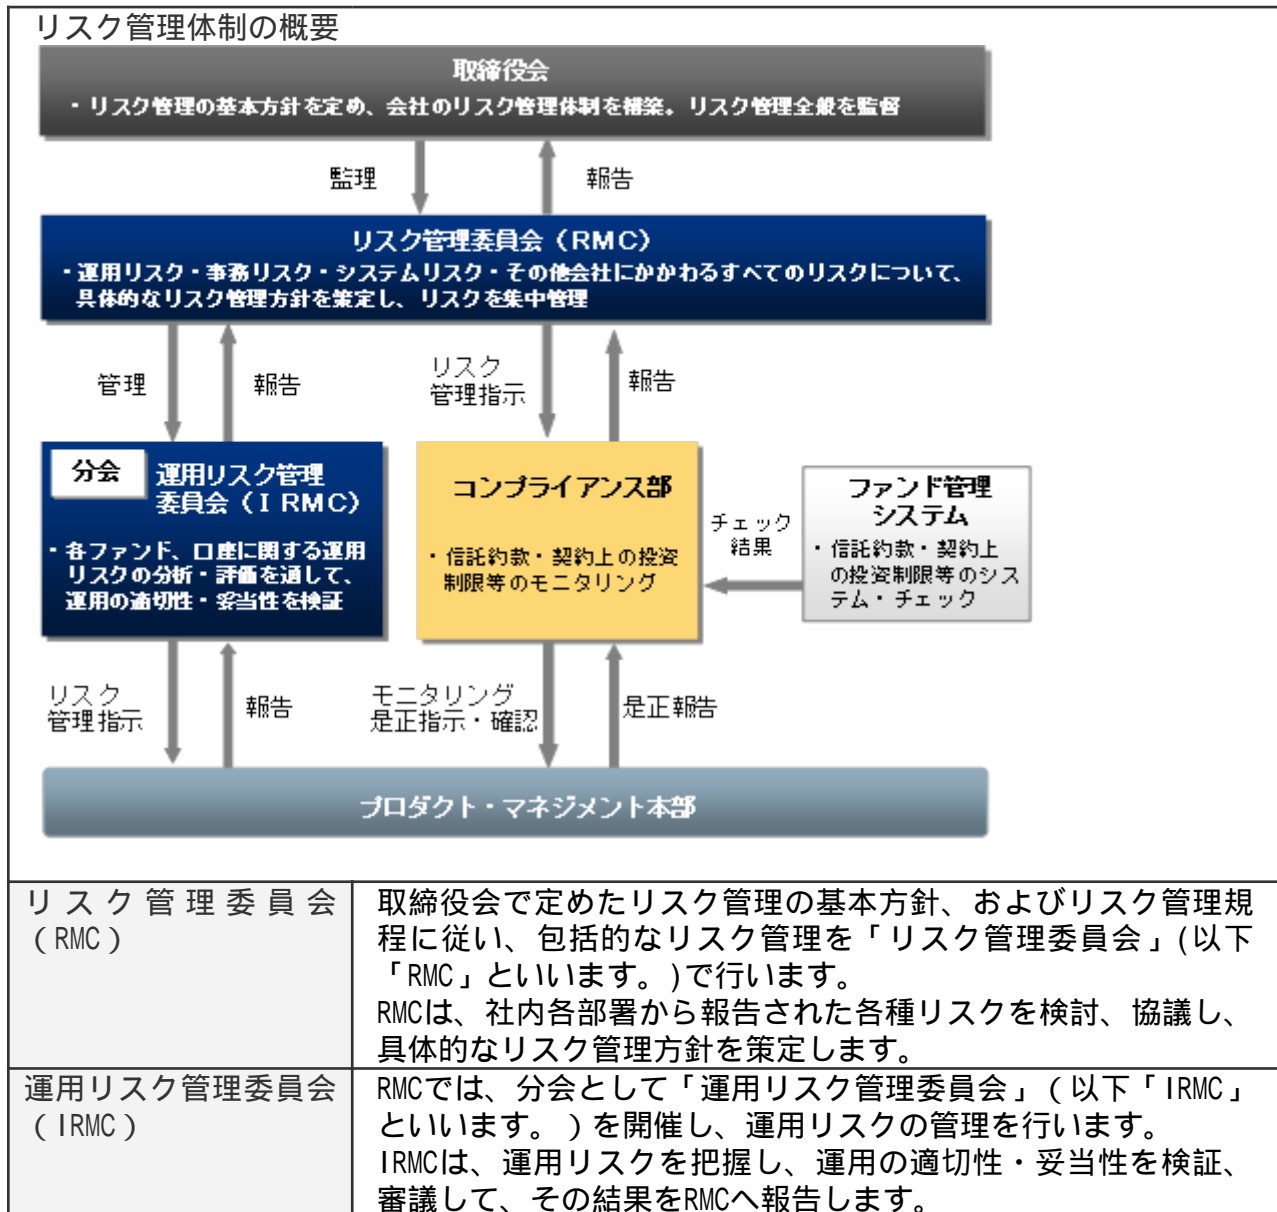 リスク管理体制の概要
取締役会
・リスク管理の基本方針を定め、会社のリスク管理体制を構築。リスク管理全般を監督
監理
報告
リスク管理委員会（RMC）
・運用リスク・事務リスク・システムリスク・その他会社にかかわるすべてのリスクについて、
具体的なリスク管理方針を策定し、リスクを集中管理
管理
報告
リスク
管理指示
報告
分会
運用リスク管理
委員会（IRMC）
・各ファンド、口座に関する運用
リスクの分析・評価を通して、
運用の適切性・妥当性を検証
コンプライアンス部
・信託約款・契約上の投資
制限等のモニタリング
チェック
結果
ファンド管理
システム
・信託約款・契約上
の投資制限等のシス
テム・チェック
リスク
管理指示
報告
モニタリング
是正指示・確認
是正報告
プロダクト・マネジメント本部
リスク管理委員会
（RMC）
取締役会で定めたリスク管理の基本方針、およびリスク管理規
程に従い、包括的なリスク管理を「リスク管理委員会」(以下
「RMC」といいます。)で行います。
RMCは、社内各部署から報告された各種リスクを検討、協議し、
具体的なリスク管理方針を策定します。
運用リスク管理委員会
（IRMC）
RMCでは、分会として「運用リスク管理委員会」（以下「IRMC」
といいます。）を開催し、運用リスクの管理を行います。
IRMCは、運用リスクを把握し、運用の適切性・妥当性を検証、
審議して、その結果をRMCへ報告します。